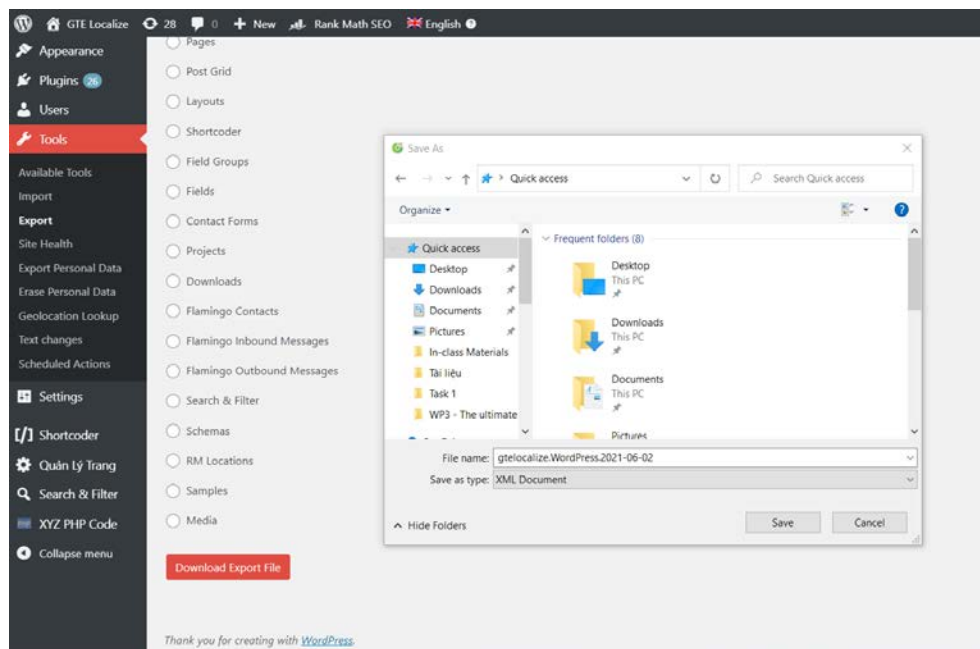 GTE Localize 28 0 New Rank Math SEO English
Appearance
Plugins 26
Users
Tools
Available Tools
Import
Export
Site Health
Export Personal Data
Erase Personal Data
Geolocation Lookup
Text changes
Scheduled Actions
Settings
[/] Shortcoder
Quản Lý Trang
Search & Filter
XYZ PHP Code
Collapse menu
Pages
Post Grid
Layouts
Shortcoder
Field Groups
Fields
Contact Forms
Projects
Downloads
Flamingo Contacts
Flamingo Inbound Messages
Flamingo Outbound Messages
Search & Filter
Schemas
RM Locations
Samples
Media
Download Export File
Thank you for creating with WordPress.
Save As
Quick access
Search Quick access
Organize
Quick access
Desktop
Downloads
Documents
Pictures
In-class Materials
Tài liệu
Task 1
WP3 - The ultimate
Frequent folders (8)
Desktop
This PC
Downloads
This PC
Documents
This PC
Pictures
File name: gtelocalize.WordPress.2021-06-02
Save as type: XML Document
Hide Folders
Save
Cancel